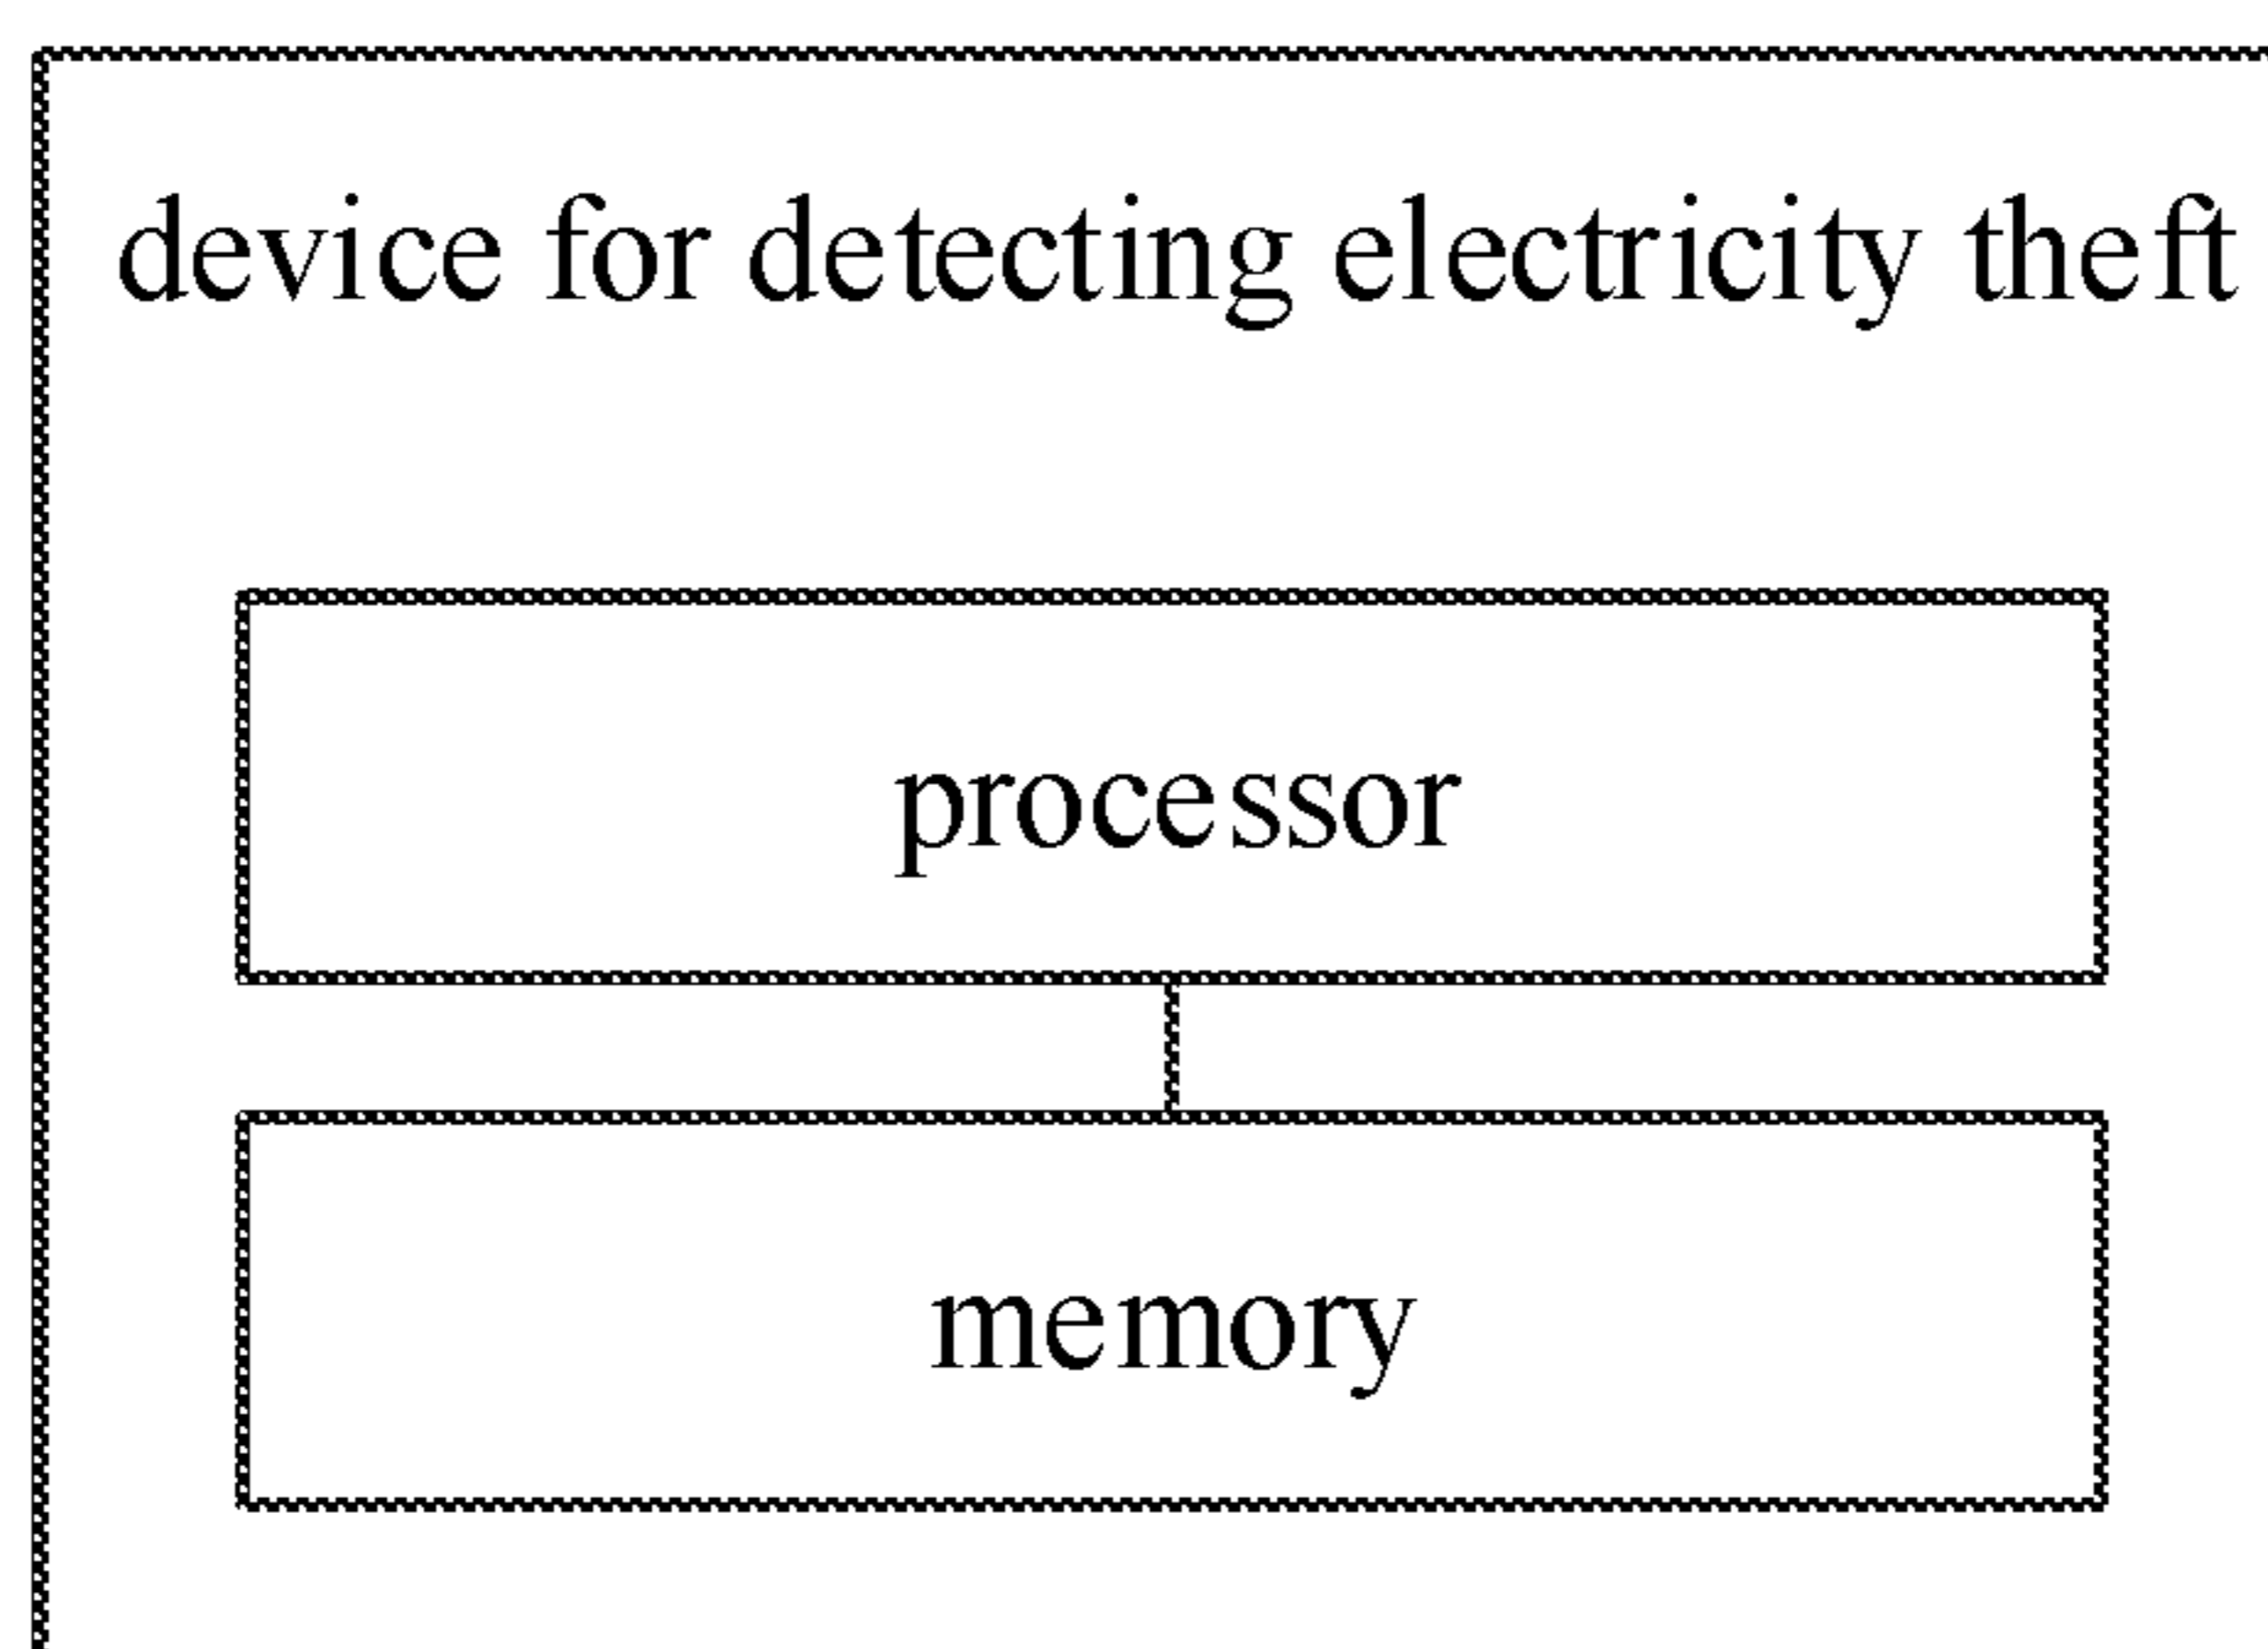 device for detecting electricity theft
processor
memory